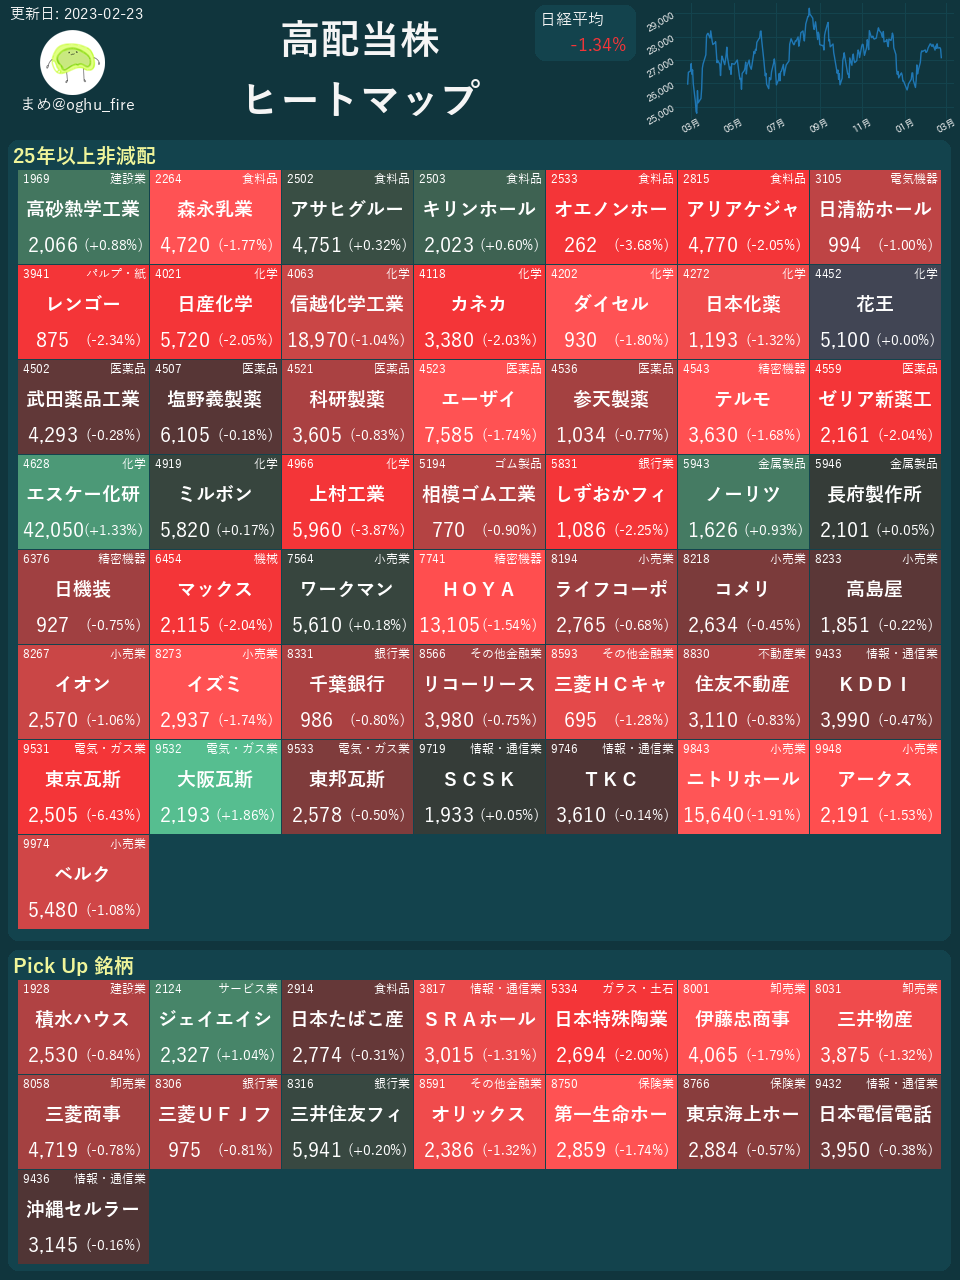 更新日: 2023-02-23
まめ@oghu_fire
高配当株
ヒートマップ
日経平均
-1.34%
29,000
28,000
27,000
26,000
25,000
03月 05月 07月 09月 11月 01月 03月
25年以上非減配
1969 建設業 2264 食料品 2502 食料品 2503 食料品 2533 食料品 2815 食料品 3105 電気機器
高砂熱学工業 森永乳業 アサヒグルー キリンホール オエノンホー アリアケジャ 日清紡ホール
2,066 (+0.88%) 4,720 (-1.77%) 4,751 (+0.32%) 2,023 (+0.60%) 262 (-3.68%) 4,770 (-2.05%) 994 (-1.00%)
3941 パルプ・紙 4021 化学 4063 化学 4118 化学 4202 化学 4272 化学 4452 化学
レンゴー 日産化学 信越化学工業 カネカ ダイセル 日本化薬 花王
875 (-2.34%) 5,720 (-2.05%) 18,970 (-1.04%) 3,380 (-2.03%) 930 (-1.80%) 1,193 (-1.32%) 5,100 (+0.00%)
4502 医薬品 4507 医薬品 4521 医薬品 4523 医薬品 4536 医薬品 4543 精密機器 4559 医薬品
武田薬品工業 塩野義製薬 科研製薬 エーザイ 参天製薬 テルモ ゼリア新薬工
4,293 (-0.28%) 6,105 (-0.18%) 3,605 (-0.83%) 7,585 (-1.74%) 1,034 (-0.77%) 3,630 (-1.68%) 2,161 (-2.04%)
4628 化学 4919 化学 4966 化学 5194 ゴム製品 5831 銀行業 5943 金属製品 5946 金属製品
エスケー化研 ミルボン 上村工業 相模ゴム工業 しずおかフィ ノーリツ 長府製作所
42,050 (+1.33%) 5,820 (+0.17%) 5,960 (-3.87%) 770 (-0.90%) 1,086 (-2.25%) 1,626 (+0.93%) 2,101 (+0.05%)
6376 精密機器 6454 機械 7564 小売業 7741 精密機器 8194 小売業 8218 小売業 8233 小売業
日機装 マックス ワークマン ＨＯＹＡ ライフコーポ コメリ 高島屋
927 (-0.75%) 2,115 (-2.04%) 5,610 (+0.18%) 13,105 (-1.54%) 2,765 (-0.68%) 2,634 (-0.45%) 1,851 (-0.22%)
8267 小売業 8273 小売業 8331 銀行業 8566 その他金融業 8593 その他金融業 8830 不動産業 9433 情報・通信業
イオン イズミ 千葉銀行 リコーリース 三菱ＨＣキャ 住友不動産 ＫＤＤＩ
2,570 (-1.06%) 2,937 (-1.74%) 986 (-0.80%) 3,980 (-0.75%) 695 (-1.28%) 3,110 (-0.83%) 3,990 (-0.47%)
9531 電気・ガス業 9532 電気・ガス業 9533 電気・ガス業 9719 情報・通信業 9746 情報・通信業 9843 小売業 9948 小売業
東京瓦斯 大阪瓦斯 東邦瓦斯 ＳＣＳＫ ＴＫＣ ニトリホール アークス
2,505 (-6.43%) 2,193 (+1.86%) 2,578 (-0.50%) 1,933 (+0.05%) 3,610 (-0.14%) 15,640 (-1.91%) 2,191 (-1.53%)
9974 小売業
ベルク
5,480 (-1.08%)
Pick Up 銘柄
1928 建設業 2124 サービス業 2914 食料品 3817 情報・通信業 5334 ガラス・土石 8001 卸売業 8031 卸売業
積水ハウス ジェイエイシ 日本たばこ産 ＳＲＡホール 日本特殊陶業 伊藤忠商事 三井物産
2,530 (-0.84%) 2,327 (+1.04%) 2,774 (-0.31%) 3,015 (-1.31%) 2,694 (-2.00%) 4,065 (-1.79%) 3,875 (-1.32%)
8058 卸売業 8306 銀行業 8316 銀行業 8591 その他金融業 8750 保険業 8766 保険業 9432 情報・通信業
三菱商事 三菱ＵＦＪフ 三井住友フィ オリックス 第一生命ホー 東京海上ホー 日本電信電話
4,719 (-0.78%) 975 (-0.81%) 5,941 (+0.20%) 2,386 (-1.32%) 2,859 (-1.74%) 2,884 (-0.57%) 3,950 (-0.38%)
9436 情報・通信業
沖縄セルラー
3,145 (-0.16%)